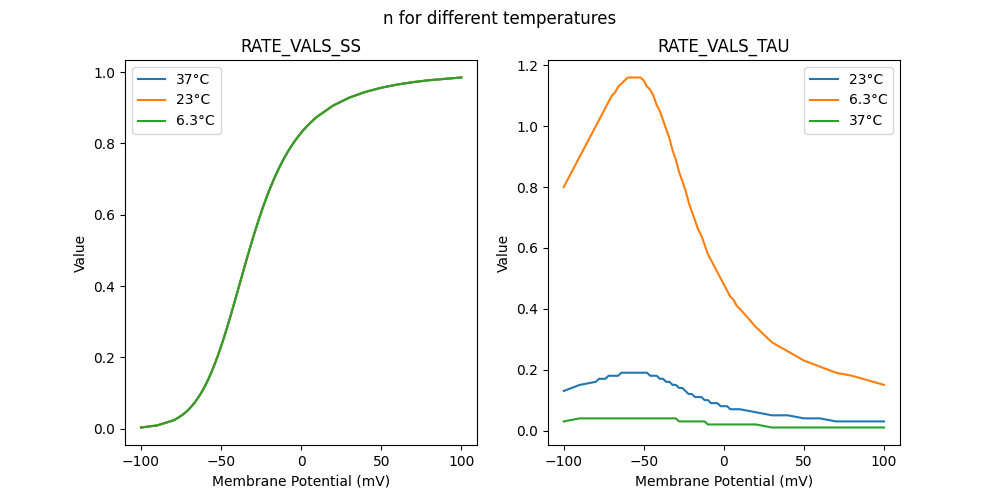 n for different temperatures
RATE_VALS_SS
1.0
0.8
0.6
0.4
0.2
0.0
Value
37°C
23°C
6.3°C
−100
−50
0
50
100
Membrane Potential (mV)
RATE_VALS_TAU
1.2
1.0
0.8
0.6
0.4
0.2
0.0
Value
23°C
6.3°C
37°C
−100
−50
0
50
100
Membrane Potential (mV)